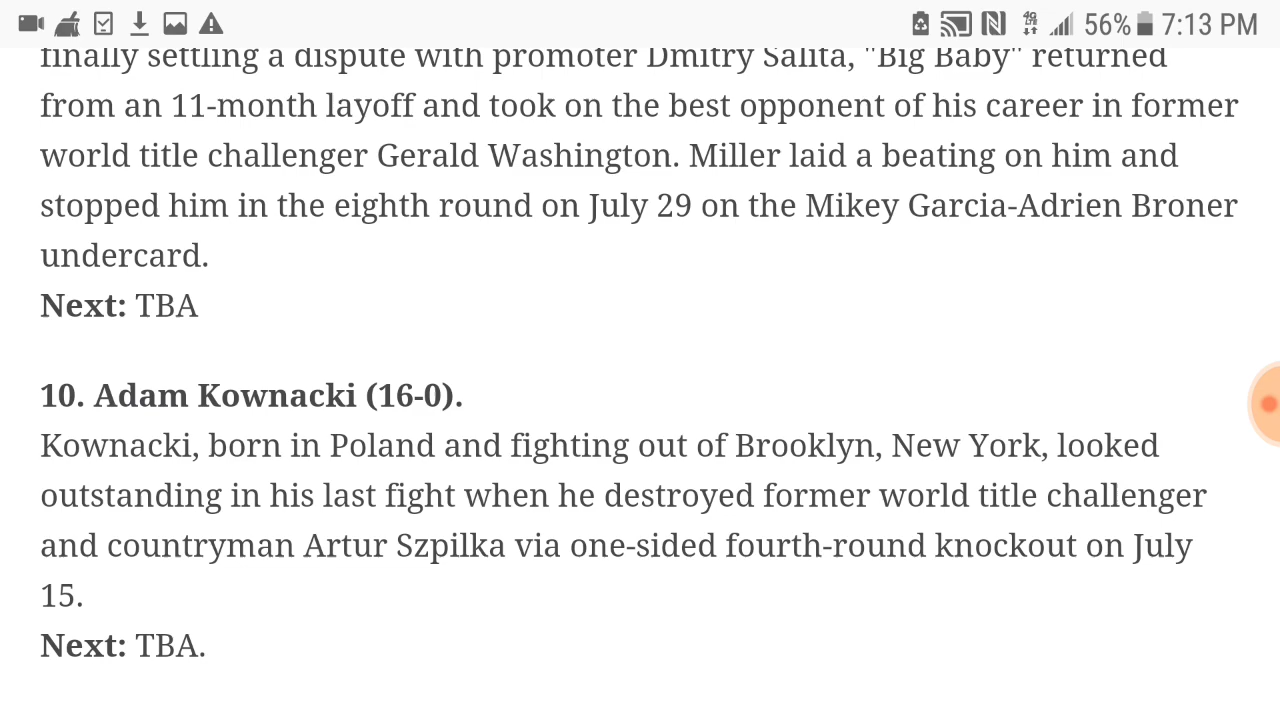 56% 7:13 PM
finally settling a dispute with promoter Dmitry Salita, "Big Baby" returned
from an 11-month layoff and took on the best opponent of his career in former
world title challenger Gerald Washington. Miller laid a beating on him and
stopped him in the eighth round on July 29 on the Mikey Garcia-Adrien Broner
undercard.
Next: TBA
10. Adam Kownacki (16-0).
Kownacki, born in Poland and fighting out of Brooklyn, New York, looked
outstanding in his last fight when he destroyed former world title challenger
and countryman Artur Szpilka via one-sided fourth-round knockout on July
15.
Next: TBA.